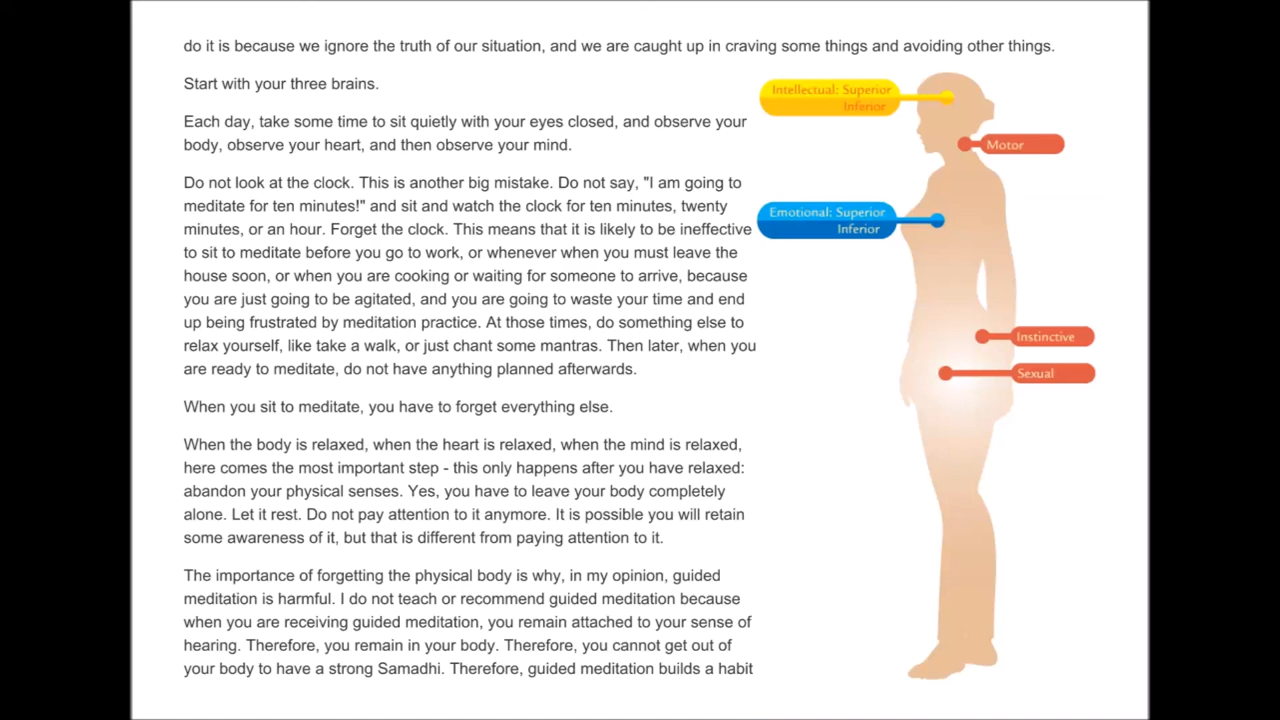 do it is because we ignore the truth of our situation, and we are caught up in craving some things and avoiding other things.
Start with your three brains.
Each day, take some time to sit quietly with your eyes closed, and observe your
body, observe your heart, and then observe your mind.
Do not look at the clock. This is another big mistake. Do not say, "I am going to
meditate for ten minutes!" and sit and watch the clock for ten minutes, twenty
minutes, or an hour. Forget the clock. This means that it is likely to be ineffective
to sit to meditate before you go to work, or whenever when you must leave the
house soon, or when you are cooking or waiting for someone to arrive, because
you are just going to be agitated, and you are going to waste your time and end
up being frustrated by meditation practice. At those times, do something else to
relax yourself, like take a walk, or just chant some mantras. Then later, when you
are ready to meditate, do not have anything planned afterwards.
When you sit to meditate, you have to forget everything else.
When the body is relaxed, when the heart is relaxed, when the mind is relaxed,
here comes the most important step - this only happens after you have relaxed:
abandon your physical senses. Yes, you have to leave your body completely
alone. Let it rest. Do not pay attention to it anymore. It is possible you will retain
some awareness of it, but that is different from paying attention to it.
The importance of forgetting the physical body is why, in my opinion, guided
meditation is harmful. I do not teach or recommend guided meditation because
when you are receiving guided meditation, you remain attached to your sense of
hearing. Therefore, you remain in your body. Therefore, you cannot get out of
your body to have a strong Samadhi. Therefore, guided meditation builds a habit
Intellectual: Superior
Inferior
Motor
Emotional: Superior
Inferior
Instinctive
Sexual